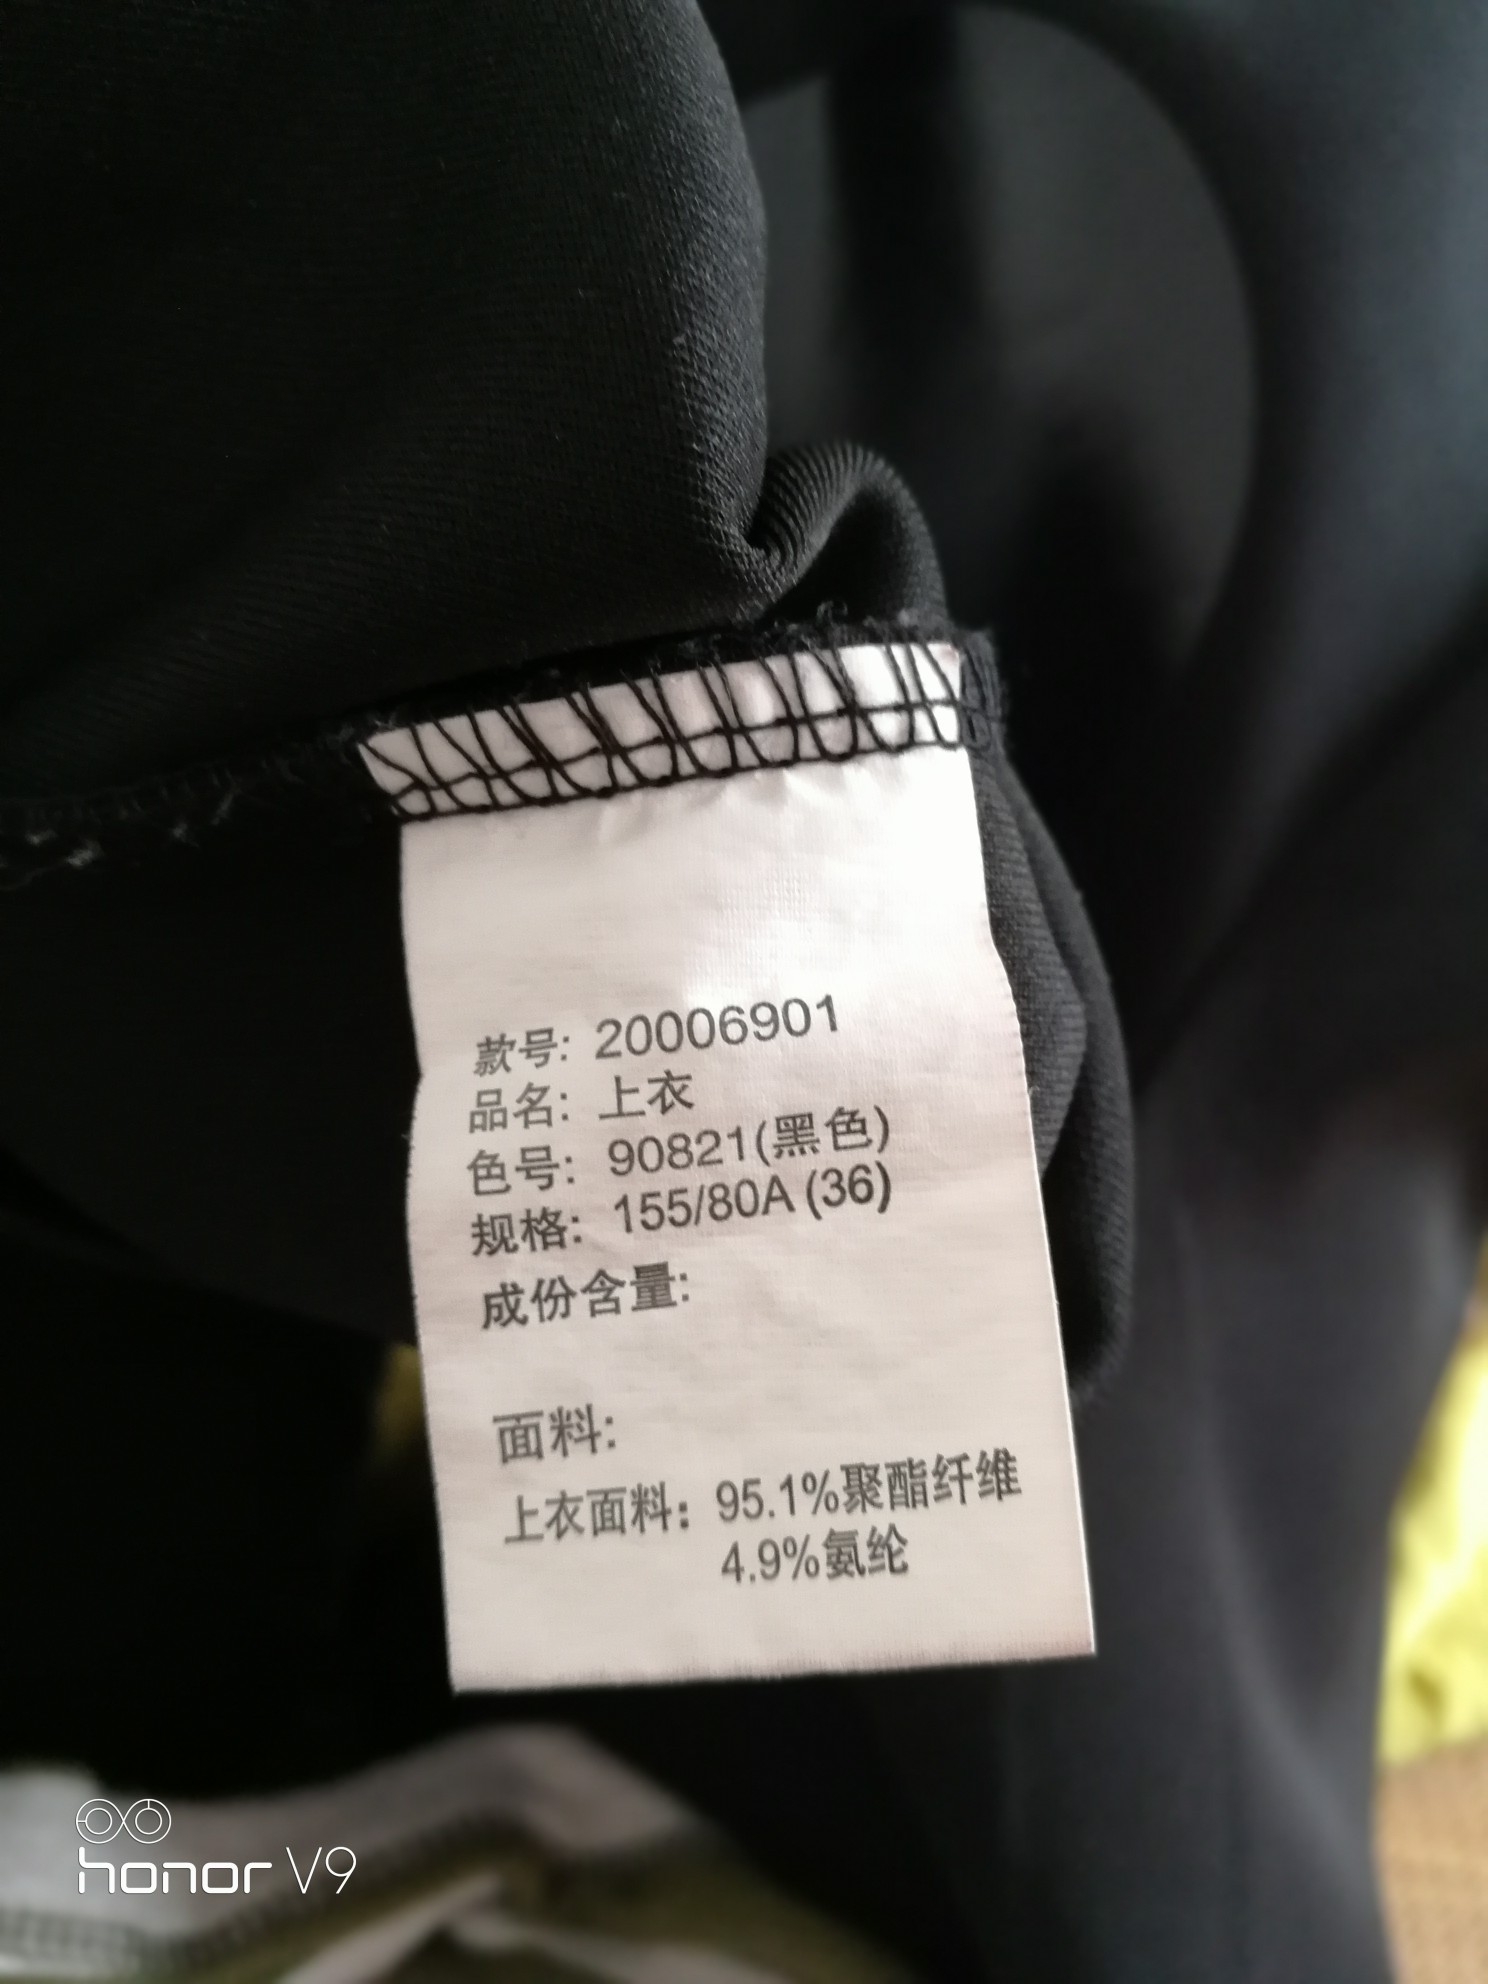 款号: 20006901
品名: 上衣
色号: 90821(黑色)
规格: 155/80A (36)
成份含量:
面料:
上衣面料: 95.1%聚酯纤维
4.9%氨纶
honor V9